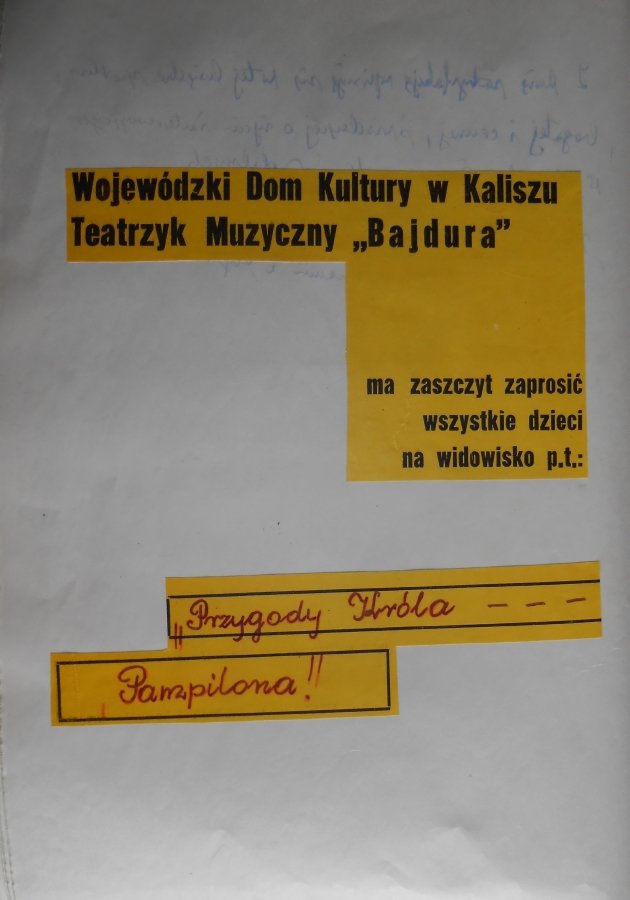 Wojewódzki Dom Kultury w Kaliszu
Teatrzyk Muzyczny „Bajdura”
ma zaszczyt zaprosić
wszystkie dzieci
na widowisko p.t.:
„Przygody Króla – – –
Pampilona!”